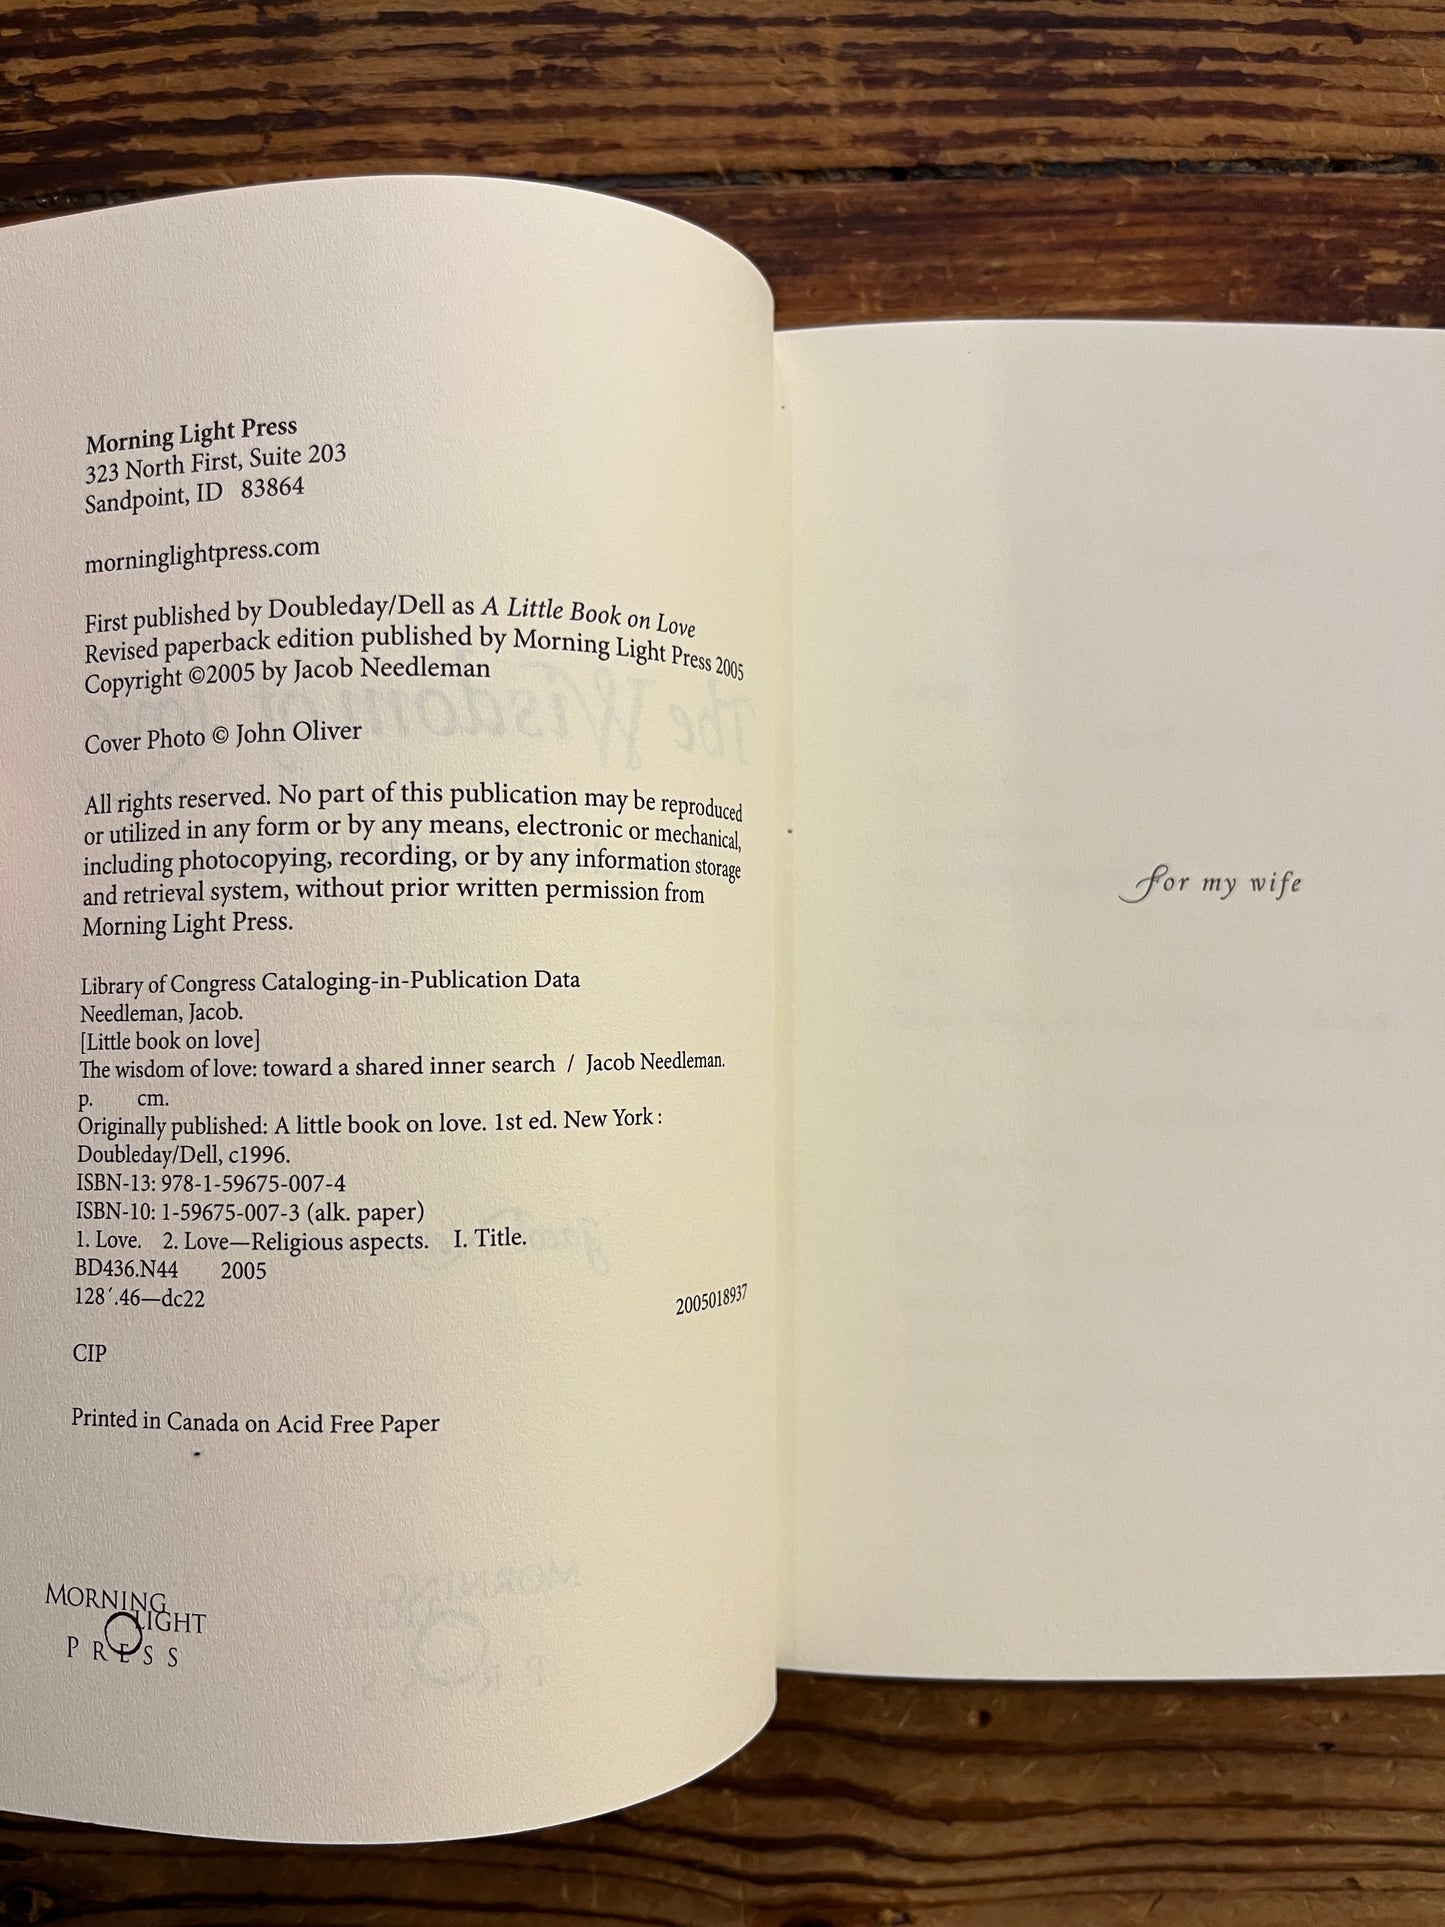 Morning Light Press
323 North First, Suite 203
Sandpoint, ID 83864
morninglightpress.com
First published by Doubleday/Dell as A Little Book on Love
Revised paperback edition published by Morning Light Press 2005
Copyright ©2005 by Jacob Needleman
Cover Photo © John Oliver
All rights reserved. No part of this publication may be reproduced
or utilized in any form or by any means, electronic or mechanical,
including photocopying, recording, or by any information storage
and retrieval system, without prior written permission from
Morning Light Press.
Library of Congress Cataloging-in-Publication Data
Needleman, Jacob.
[Little book on love]
The wisdom of love: toward a shared inner search / Jacob Needleman.
p. cm.
Originally published: A little book on love. 1st ed. New York :
Doubleday/Dell, c1996.
ISBN-13: 978-1-59675-007-4
ISBN-10: 1-59675-007-3 (alk. paper)
1. Love. 2. Love—Religious aspects. I. Title.
BD436.N44 2005
128´.46—dc22 2005018937
CIP
Printed in Canada on Acid Free Paper
MORNING
LIGHT
PRESS
for my wife